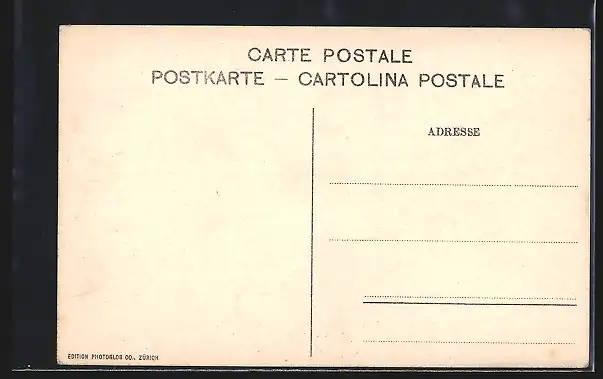 CARTE POSTALE
POSTKARTE — CARTOLINA POSTALE
ADRESSE
EDITION PHOTOGLOB CO., ZÜRICH